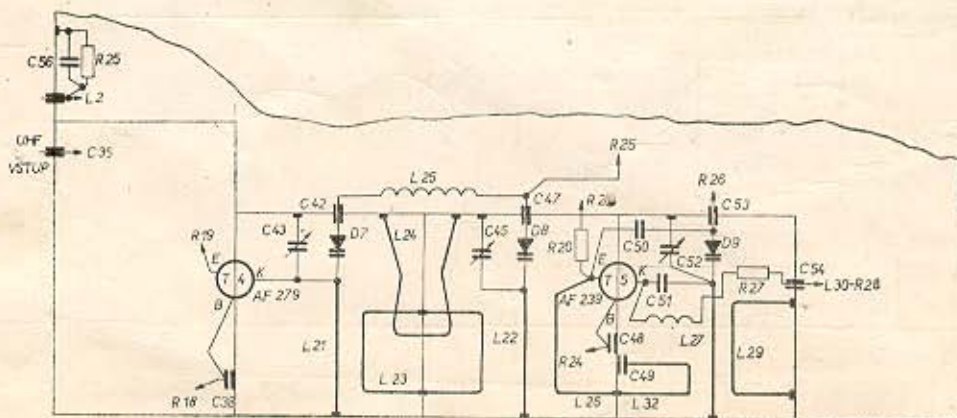 C56
R25
L2
UHF
VSTUP
C35
R25
L25
R26
C42
C47
R2
C53
R19
C43
D7
L24
C45
D8
R20
C50
D9
E
E
C52
C54
T4
K
T5
K
R27
L30-R28
AF 279
AF 239
C51
B
B
L27
L21
L22
C48
L29
R24
L23
C49
R18
C38
L26
L32